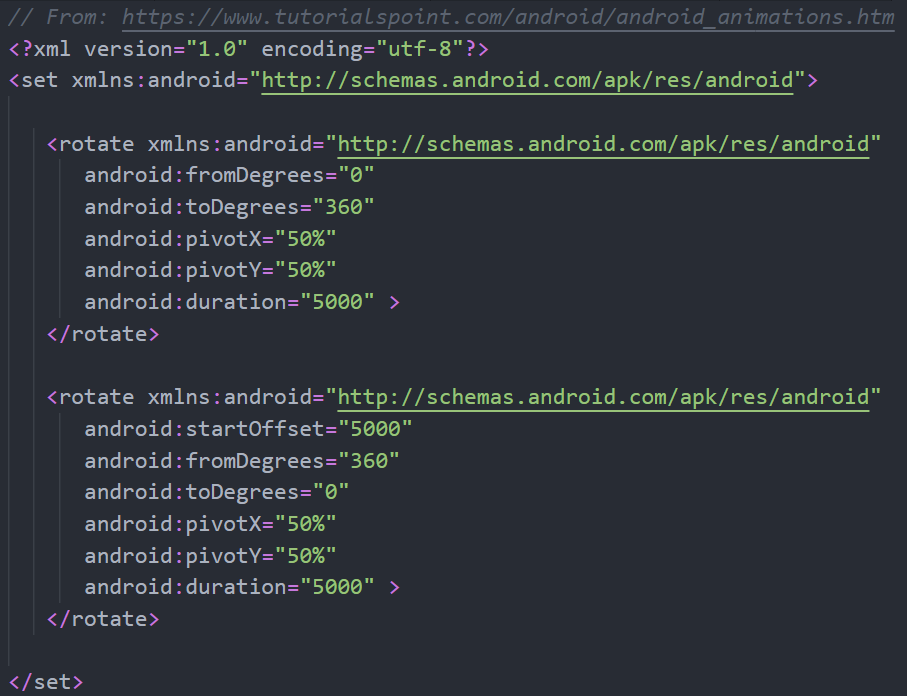 // From: https://www.tutorialspoint.com/android/android_animations.htm
<?xml version="1.0" encoding="utf-8"?>
<set xmlns:android="http://schemas.android.com/apk/res/android">
<rotate xmlns:android="http://schemas.android.com/apk/res/android"
android:fromDegrees="0"
android:toDegrees="360"
android:pivotX="50%"
android:pivotY="50%"
android:duration="5000" >
</rotate>
<rotate xmlns:android="http://schemas.android.com/apk/res/android"
android:startOffset="5000"
android:fromDegrees="360"
android:toDegrees="0"
android:pivotX="50%"
android:pivotY="50%"
android:duration="5000" >
</rotate>
</set>